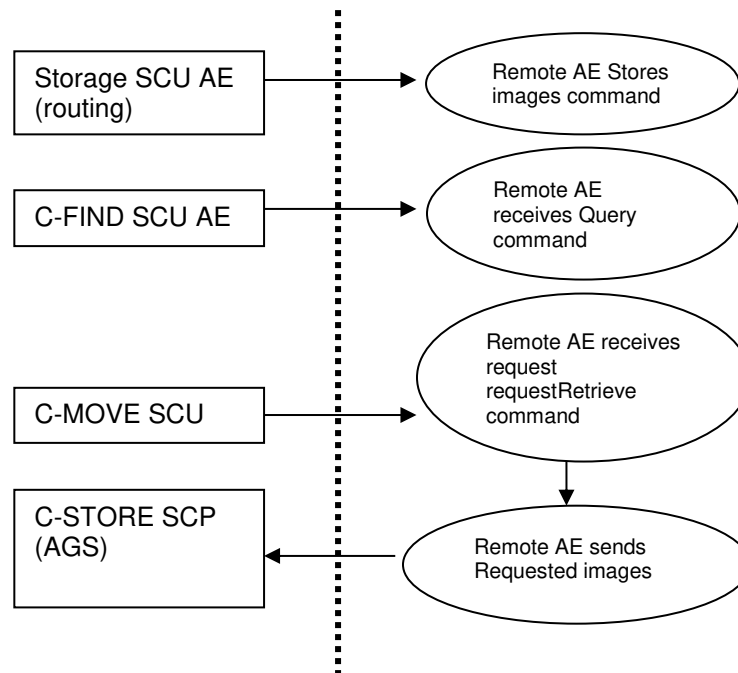 Storage SCU AE
(routing)
Remote AE Stores
images command
C-FIND SCU AE
Remote AE
receives Query
command
Remote AE receives
request
requestRetrieve
command
C-MOVE SCU
C-STORE SCP
(AGS)
Remote AE sends
Requested images